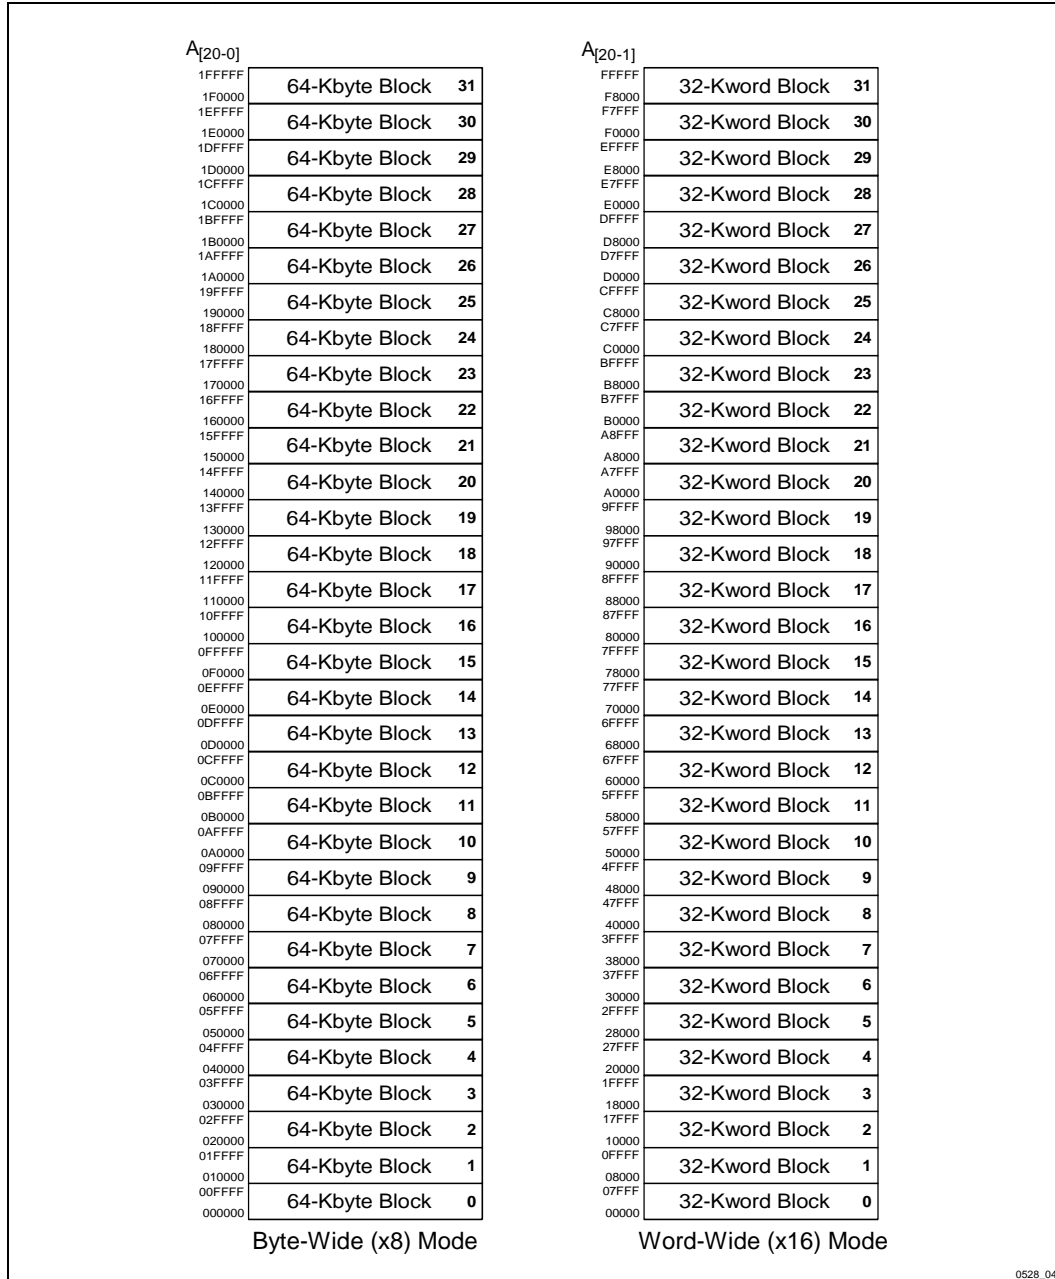 A[20-0]
1FFFFF
64-Kbyte Block 31
1F0000
1EFFFF
64-Kbyte Block 30
1E0000
1DFFFF
64-Kbyte Block 29
1D0000
1CFFFF
64-Kbyte Block 28
1C0000
1BFFFF
64-Kbyte Block 27
1B0000
1AFFFF
64-Kbyte Block 26
1A0000
19FFFF
64-Kbyte Block 25
190000
18FFFF
64-Kbyte Block 24
180000
17FFFF
64-Kbyte Block 23
170000
16FFFF
64-Kbyte Block 22
160000
15FFFF
64-Kbyte Block 21
150000
14FFFF
64-Kbyte Block 20
140000
13FFFF
64-Kbyte Block 19
130000
12FFFF
64-Kbyte Block 18
120000
11FFFF
64-Kbyte Block 17
110000
10FFFF
64-Kbyte Block 16
100000
0FFFFF
64-Kbyte Block 15
0F0000
0EFFFF
64-Kbyte Block 14
0E0000
0DFFFF
64-Kbyte Block 13
0D0000
0CFFFF
64-Kbyte Block 12
0C0000
0BFFFF
64-Kbyte Block 11
0B0000
0AFFFF
64-Kbyte Block 10
0A0000
09FFFF
64-Kbyte Block 9
090000
08FFFF
64-Kbyte Block 8
080000
07FFFF
64-Kbyte Block 7
070000
06FFFF
64-Kbyte Block 6
060000
05FFFF
64-Kbyte Block 5
050000
04FFFF
64-Kbyte Block 4
040000
03FFFF
64-Kbyte Block 3
030000
02FFFF
64-Kbyte Block 2
020000
01FFFF
64-Kbyte Block 1
010000
00FFFF
64-Kbyte Block 0
000000
Byte-Wide (x8) Mode
A[20-1]
FFFFF
32-Kword Block 31
F8000
F7FFF
32-Kword Block 30
F0000
EFFFF
32-Kword Block 29
E8000
E7FFF
32-Kword Block 28
E0000
DFFFF
32-Kword Block 27
D8000
D7FFF
32-Kword Block 26
D0000
CFFFF
32-Kword Block 25
C8000
C7FFF
32-Kword Block 24
C0000
BFFFF
32-Kword Block 23
B8000
B7FFF
32-Kword Block 22
B0000
A8FFF
32-Kword Block 21
A8000
A7FFF
32-Kword Block 20
A0000
9FFFF
32-Kword Block 19
98000
97FFF
32-Kword Block 18
90000
8FFFF
32-Kword Block 17
88000
87FFF
32-Kword Block 16
80000
7FFFF
32-Kword Block 15
78000
77FFF
32-Kword Block 14
70000
6FFFF
32-Kword Block 13
68000
67FFF
32-Kword Block 12
60000
5FFFF
32-Kword Block 11
58000
57FFF
32-Kword Block 10
50000
4FFFF
32-Kword Block 9
48000
47FFF
32-Kword Block 8
40000
3FFFF
32-Kword Block 7
38000
37FFF
32-Kword Block 6
30000
2FFFF
32-Kword Block 5
28000
27FFF
32-Kword Block 4
20000
1FFFF
32-Kword Block 3
18000
17FFF
32-Kword Block 2
10000
0FFFF
32-Kword Block 1
08000
07FFF
32-Kword Block 0
00000
Word-Wide (x16) Mode
0528_04